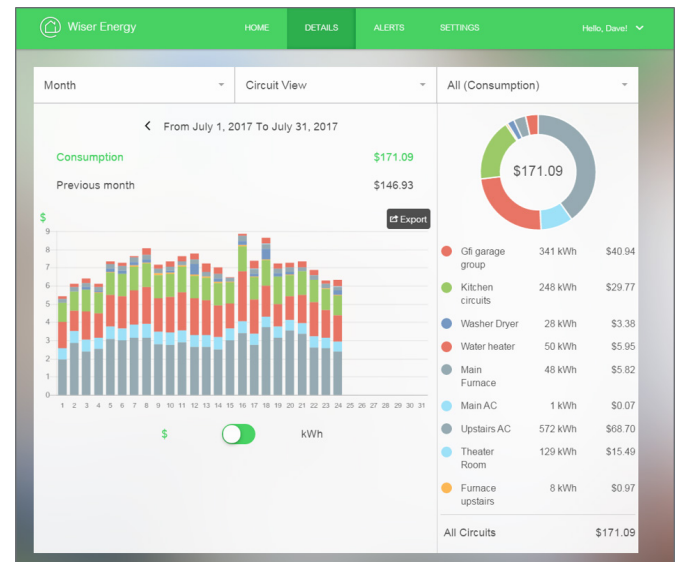 Wiser Energy
HOME
DETAILS
ALERTS
SETTINGS
Hello, Dave!
Month
Circuit View
All (Consumption)
From July 1, 2017 To July 31, 2017
Consumption $171.09
Previous month $146.93
$
Export
9
8
7
6
5
4
3
2
1
0
1 2 3 4 5 6 7 8 9 10 11 12 13 14 15 16 17 18 19 20 21 22 23 24 25 26 27 28 29 30 31
$ kWh
$171.09
Gfi garage 341 kWh $40.94
group
Kitchen 248 kWh $29.77
circuits
Washer Dryer 28 kWh $3.38
Water heater 50 kWh $5.95
Main 48 kWh $5.82
Furnace
Main AC 1 kWh $0.07
Upstairs AC 572 kWh $68.70
Theater 129 kWh $15.49
Room
Furnace 8 kWh $0.97
upstairs
All Circuits $171.09